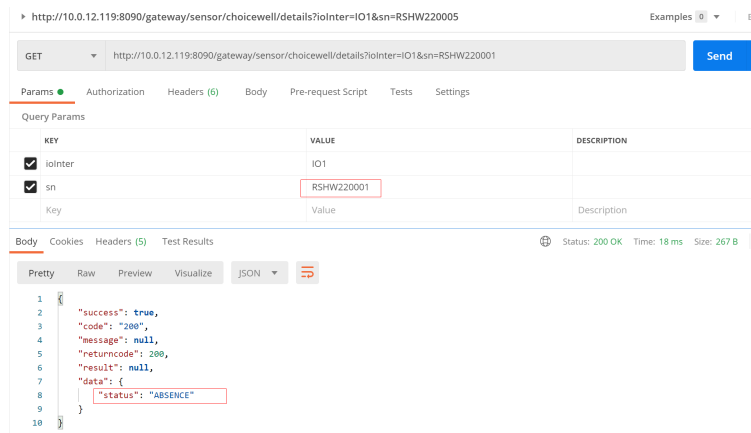 http://10.0.12.119:8090/gateway/sensor/choicewell/details?ioInter=IO1&sn=RSHW220005 Examples 0
GET http://10.0.12.119:8090/gateway/sensor/choicewell/details?ioInter=IO1&sn=RSHW220001 Send
Params Authorization Headers (6) Body Pre-request Script Tests Settings
Query Params
KEY VALUE DESCRIPTION
ioInter IO1
sn RSHW220001
Key Value Description
Body Cookies Headers (5) Test Results Status: 200 OK Time: 18 ms Size: 267 B
Pretty Raw Preview Visualize JSON
1 {
2 "success": true,
3 "code": "200",
4 "message": null,
5 "returncode": 200,
6 "result": null,
7 "data": {
8 "status": "ABSENCE"
9 }
10 }